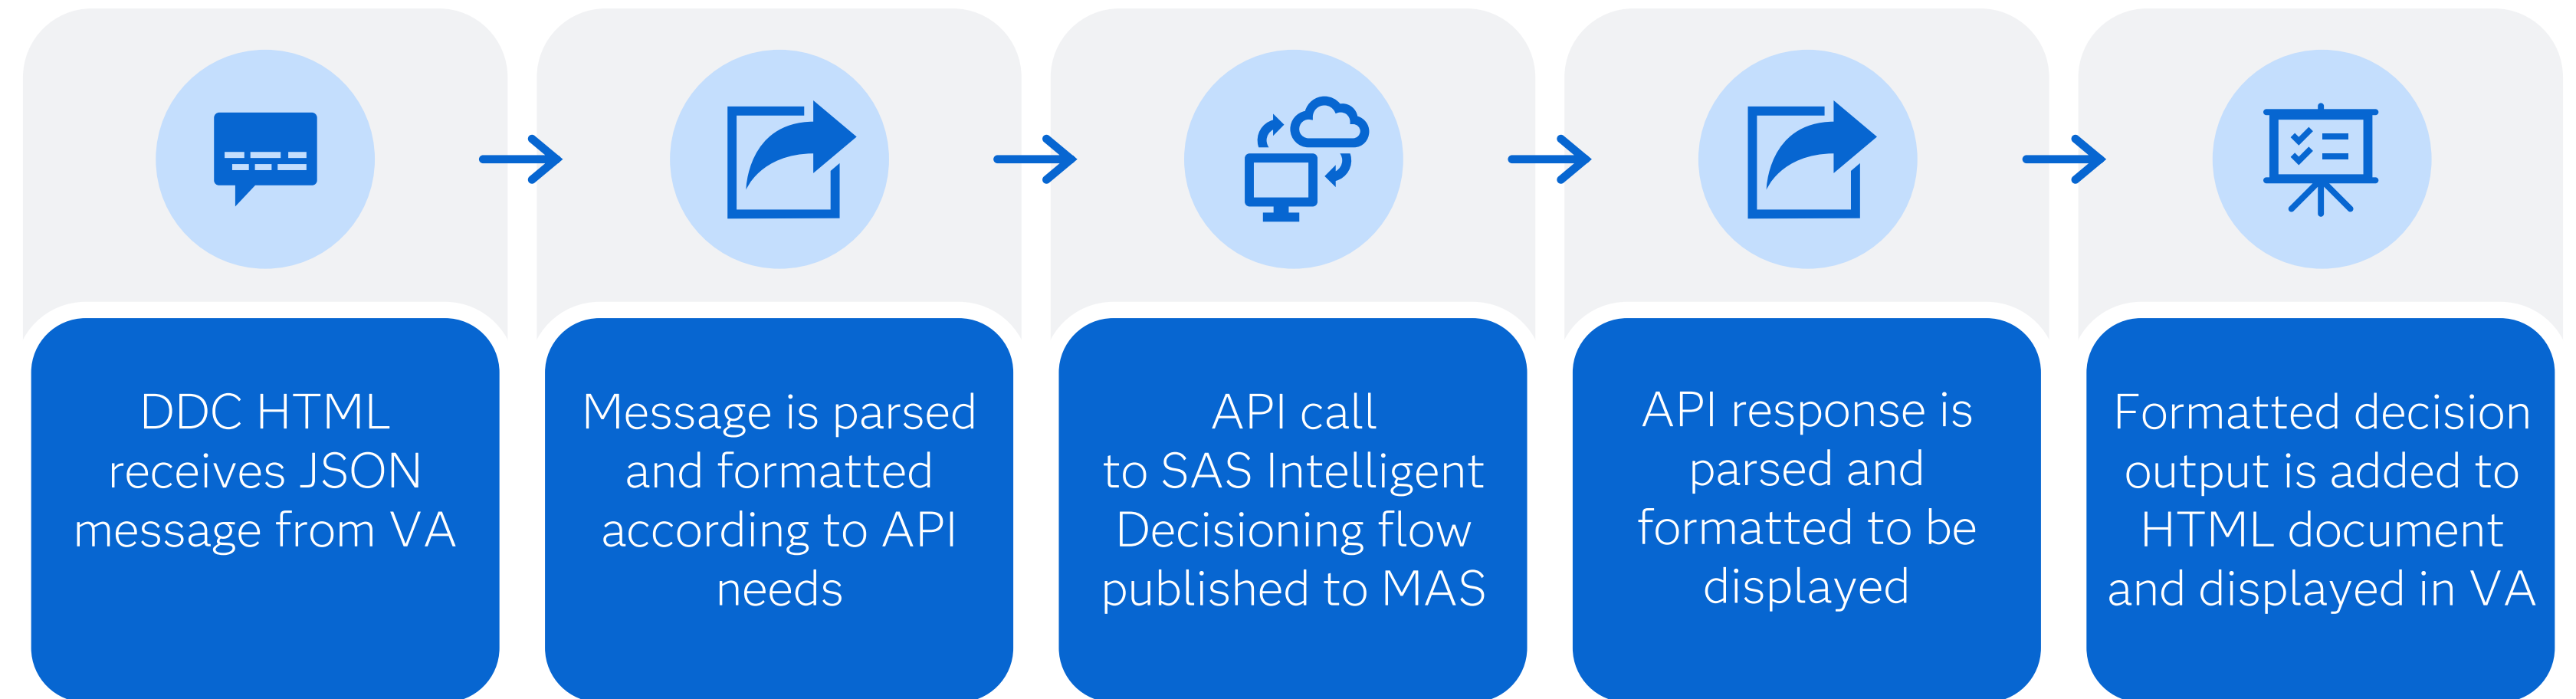 DDC HTML
receives JSON
message from VA
Message is parsed
and formatted
according to API
needs
API call
to SAS Intelligent
Decisioning flow
published to MAS
API response is
parsed and
formatted to be
displayed
Formatted decision
output is added to
HTML document
and displayed in VA